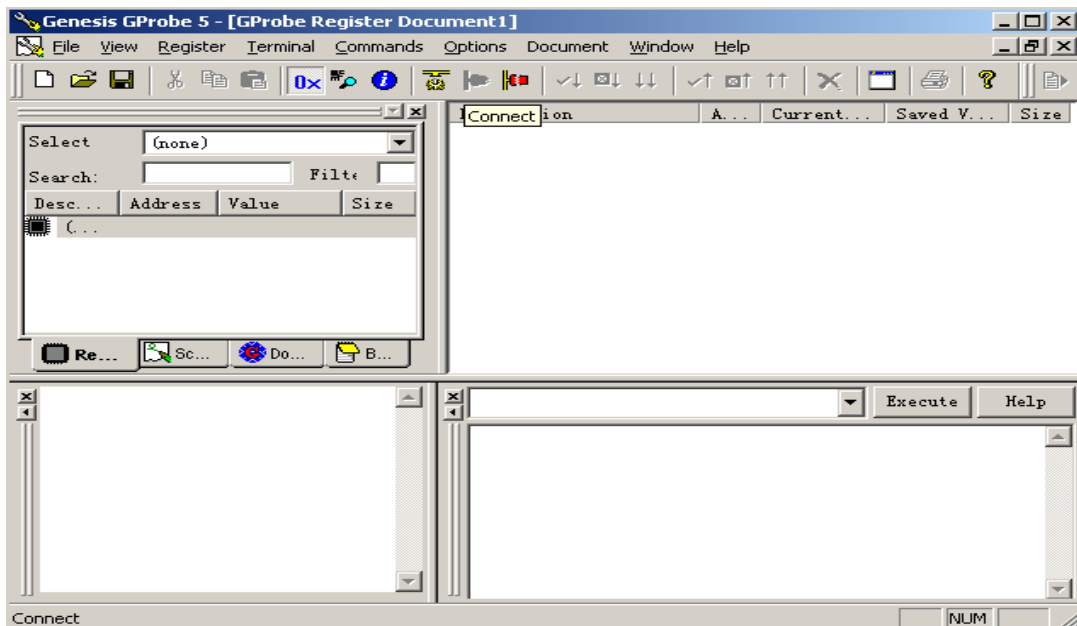 Genesis GProbe 5 - [GProbe Register Document1]
File View Register Terminal Commands Options Document Window Help
0x
Connect
ion A... Current... Saved V... Size
Select (none)
Search: Filte
Desc... Address Value Size
(...
Re... Sc... Do... B...
Execute Help
Connect NUM